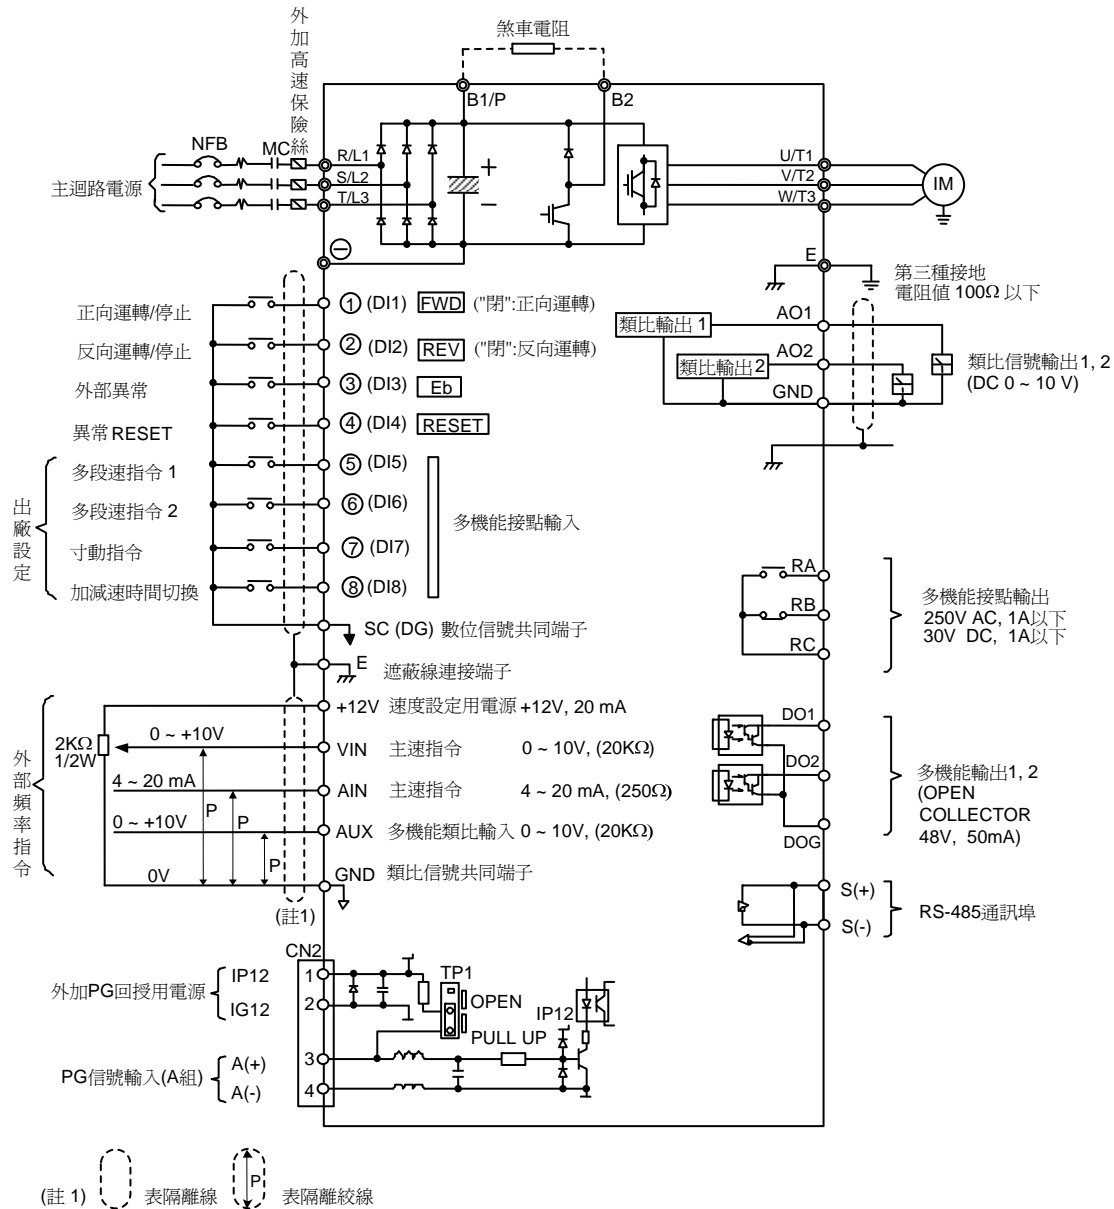 外加高速保險絲
煞車電阻
B1/P
B2
NFB
MC
主迴路電源
R/L1
S/L2
T/L3
+
−
U/T1
V/T2
W/T3
IM
⊖
E
第三種接地
電阻值 100Ω 以下
正向運轉/停止
① (DI1) FWD ("閉":正向運轉)
反向運轉/停止
② (DI2) REV ("閉":反向運轉)
外部異常
③ (DI3) Eb
異常RESET
④ (DI4) RESET
出廠設定
多段速指令 1
⑤ (DI5)
多段速指令 2
⑥ (DI6)
寸動指令
⑦ (DI7)
加減速時間切換
⑧ (DI8)
多機能接點輸入
SC (DG) 數位信號共同端子
E 遮蔽線連接端子
類比輸出 1
AO1
類比輸出2
AO2
GND
類比信號輸出1, 2
(DC 0 ~ 10 V)
RA
RB
RC
多機能接點輸出
250V AC, 1A以下
30V DC, 1A以下
外部頻率指令
2KΩ
1/2W
+12V 速度設定用電源 +12V, 20 mA
0 ~ +10V
VIN 主速指令 0 ~ 10V, (20KΩ)
4 ~ 20 mA
AIN 主速指令 4 ~ 20 mA, (250Ω)
0 ~ +10V
AUX 多機能類比輸入 0 ~ 10V, (20KΩ)
P
P
P
0V
GND 類比信號共同端子
(註1)
DO1
DO2
DOG
多機能輸出1, 2
(OPEN
COLLECTOR
48V, 50mA)
S(+)
S(-)
RS-485通訊埠
CN2
外加PG回授用電源
IP12
IG12
1
2
3
4
TP1
OPEN
PULL UP
IP12
PG信號輸入(A組)
A(+)
A(-)
(註 1) 表隔離線 P 表隔離絞線